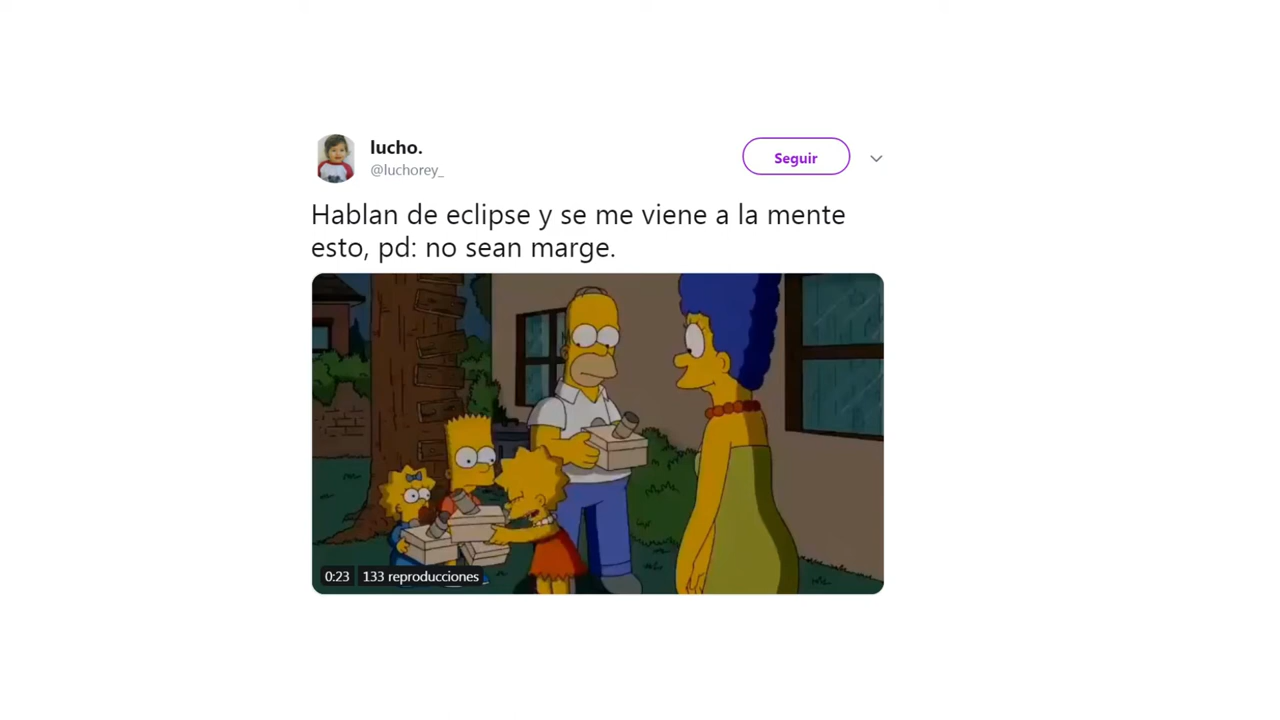 lucho.
@luchorey_
Seguir
Hablan de eclipse y se me viene a la mente
esto, pd: no sean marge.
0:23 133 reproducciones